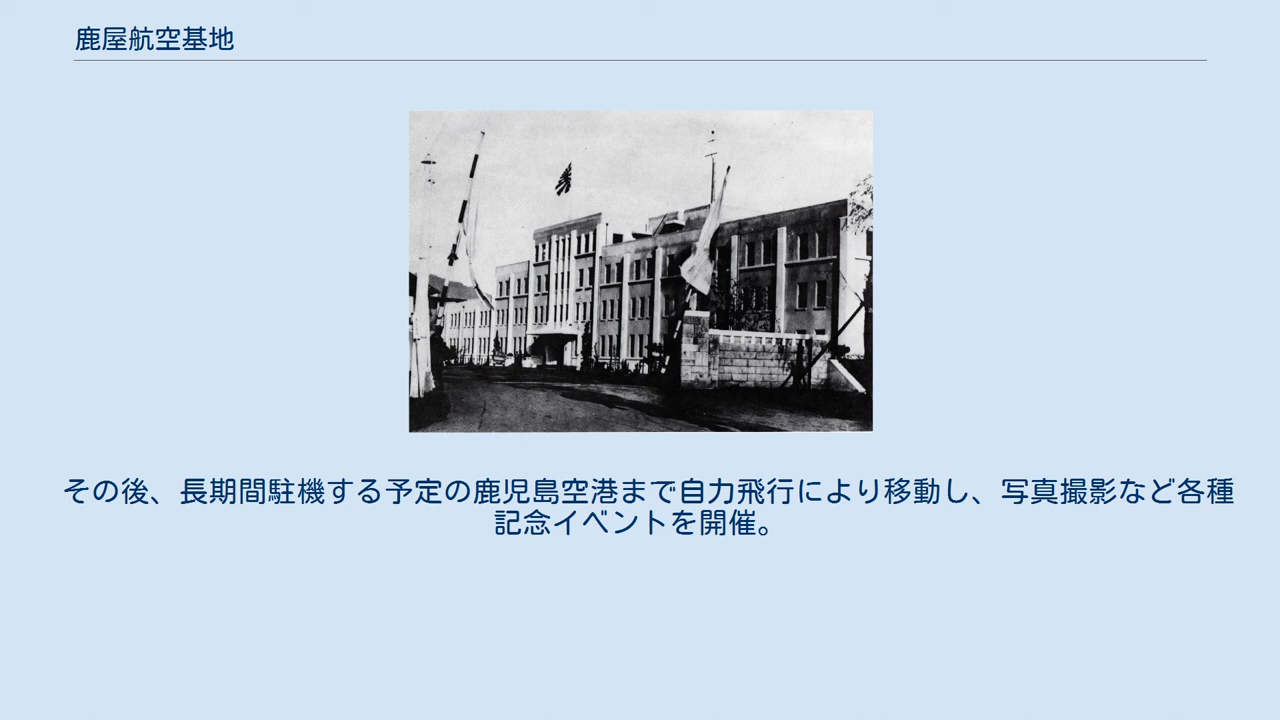 鹿屋航空基地
その後、長期間駐機する予定の鹿児島空港まで自力飛行により移動し、写真撮影など各種
記念イベントを開催。